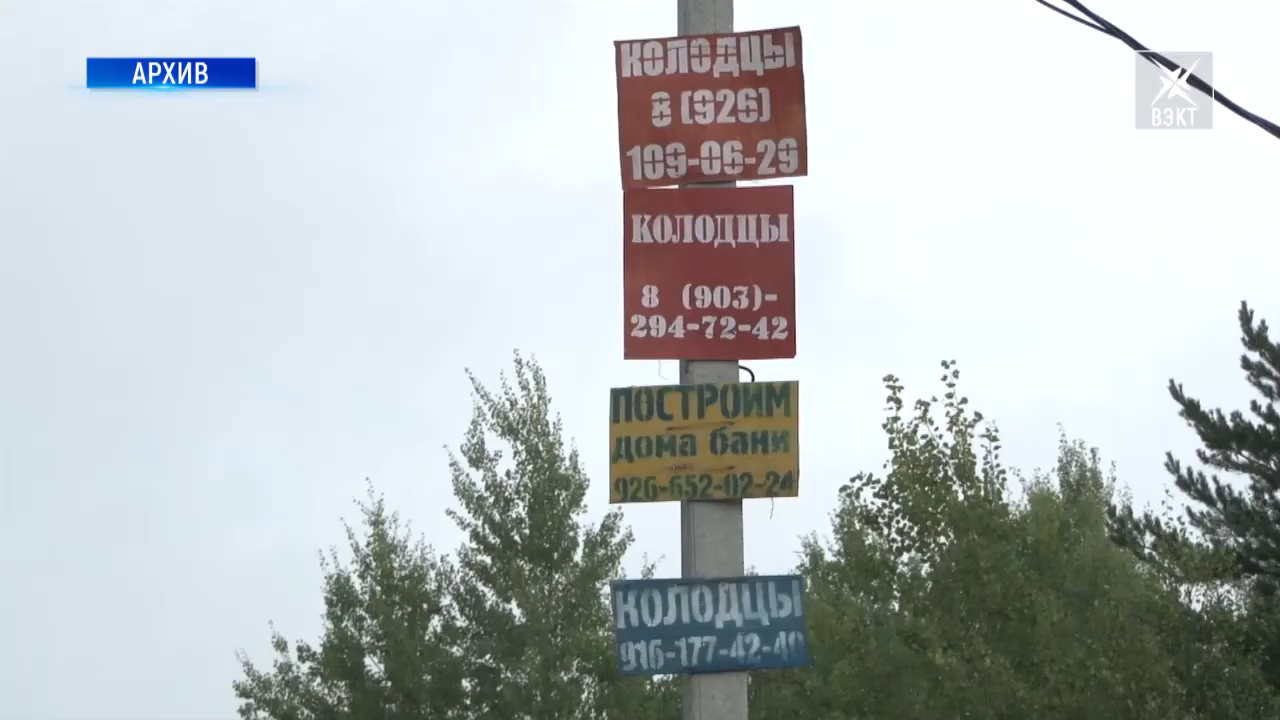 АРХИВ
ВЭКТ
КОЛОДЦЫ
8 (926)
109-06-29
КОЛОДЦЫ
8 (903)-
294-72-42
ПОСТРОИМ
дома бани
926-652-02-24
КОЛОДЦЫ
916-177-42-40